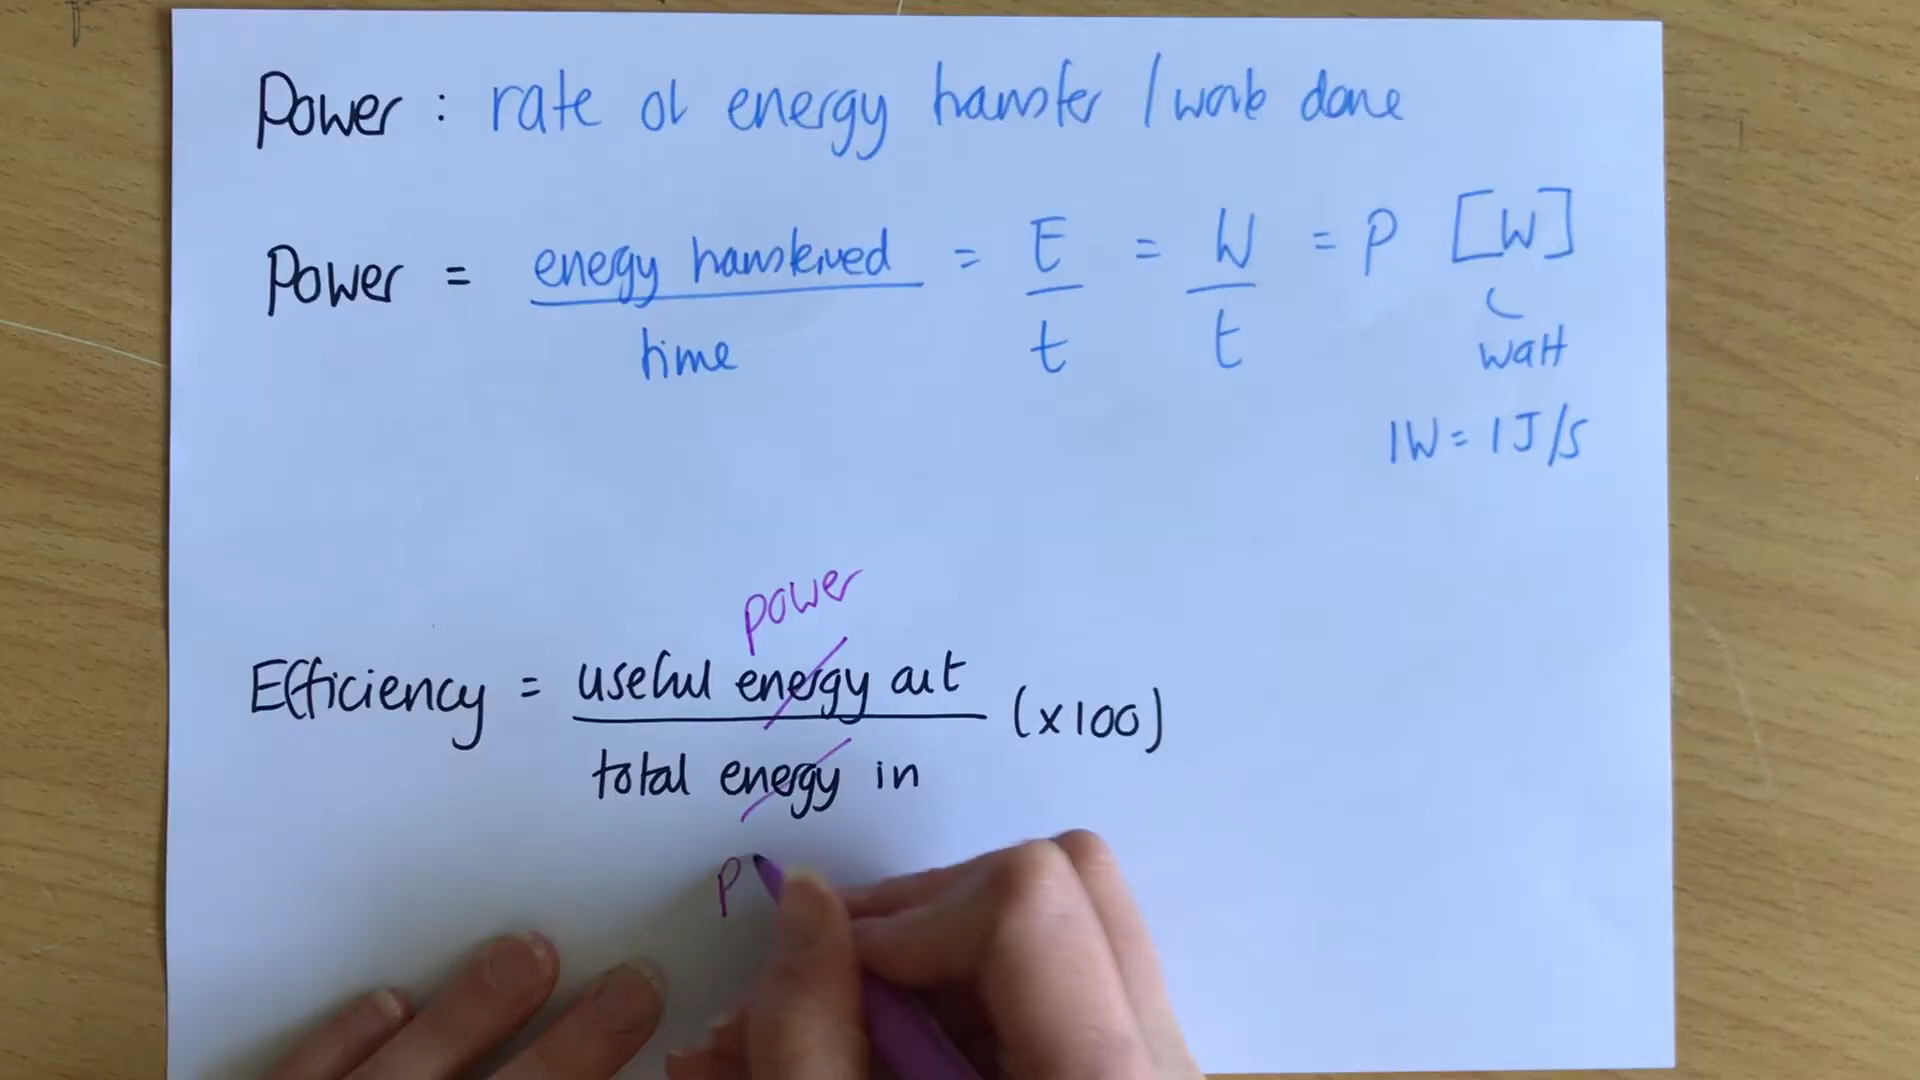 Power : rate of energy transfer / work done
Power = energy transferred / time = E / t = W / t = P [W]
watt
1W = 1J/s
power
Efficiency = useful energy out / total energy in (x100)
P